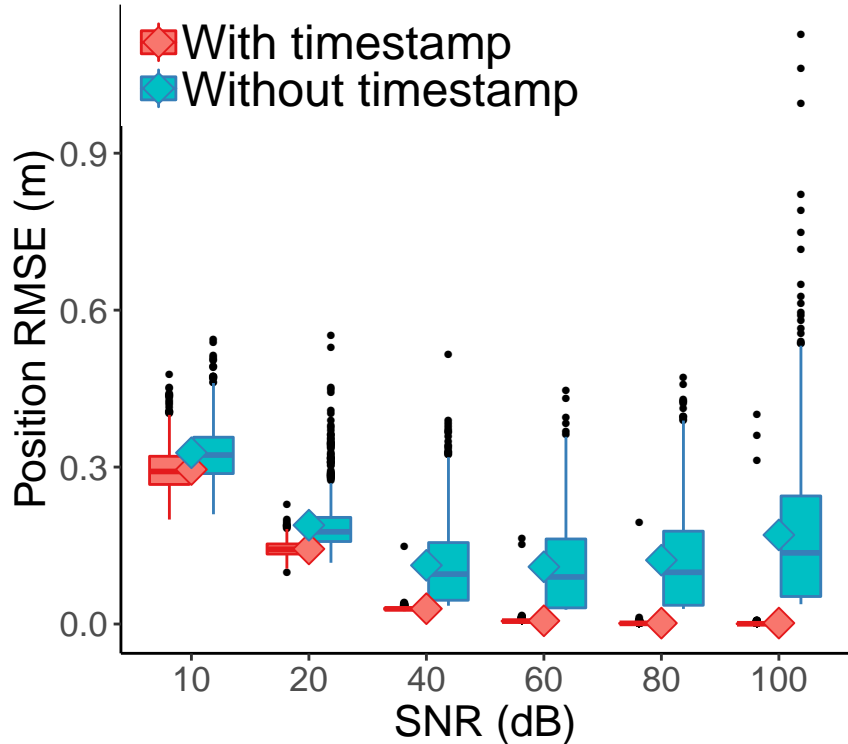 With timestamp
Without timestamp
Position RMSE (m)
0.9
0.6
0.3
0.0
10 20 40 60 80 100
SNR (dB)